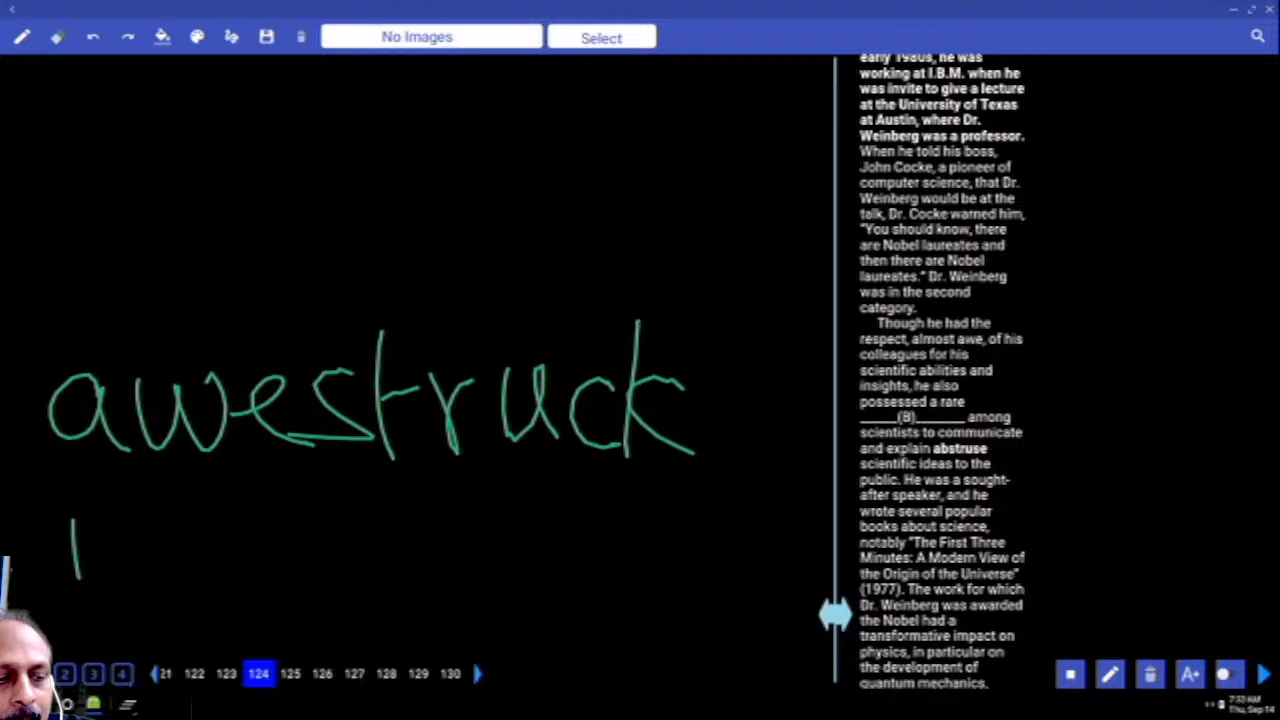 No Images
Select
early 1980s, he was
working at I.B.M. when he
was invite to give a lecture
at the University of Texas
at Austin, where Dr.
Weinberg was a professor.
When he told his boss,
John Cocke, a pioneer of
computer science, that Dr.
Weinberg would be at the
talk, Dr. Cocke warned him,
"You should know, there
are Nobel laureates and
then there are Nobel
laureates." Dr. Weinberg
was in the second
category.
Though he had the
respect, almost awe, of his
colleagues for his
scientific abilities and
insights, he also
possessed a rare
_____(B)_______ among
scientists to communicate
and explain abstruse
scientific ideas to the
public. He was a sought-
after speaker, and he
wrote several popular
books about science,
notably "The First Three
Minutes: A Modern View of
the Origin of the Universe"
(1977). The work for which
Dr. Weinberg was awarded
the Nobel had a
transformative impact on
physics, in particular on
the development of
quantum mechanics.
awestruck
2 3 4 21 122 123 124 125 126 127 128 129 130
A+
7:33 AM
Thu, Sep 14